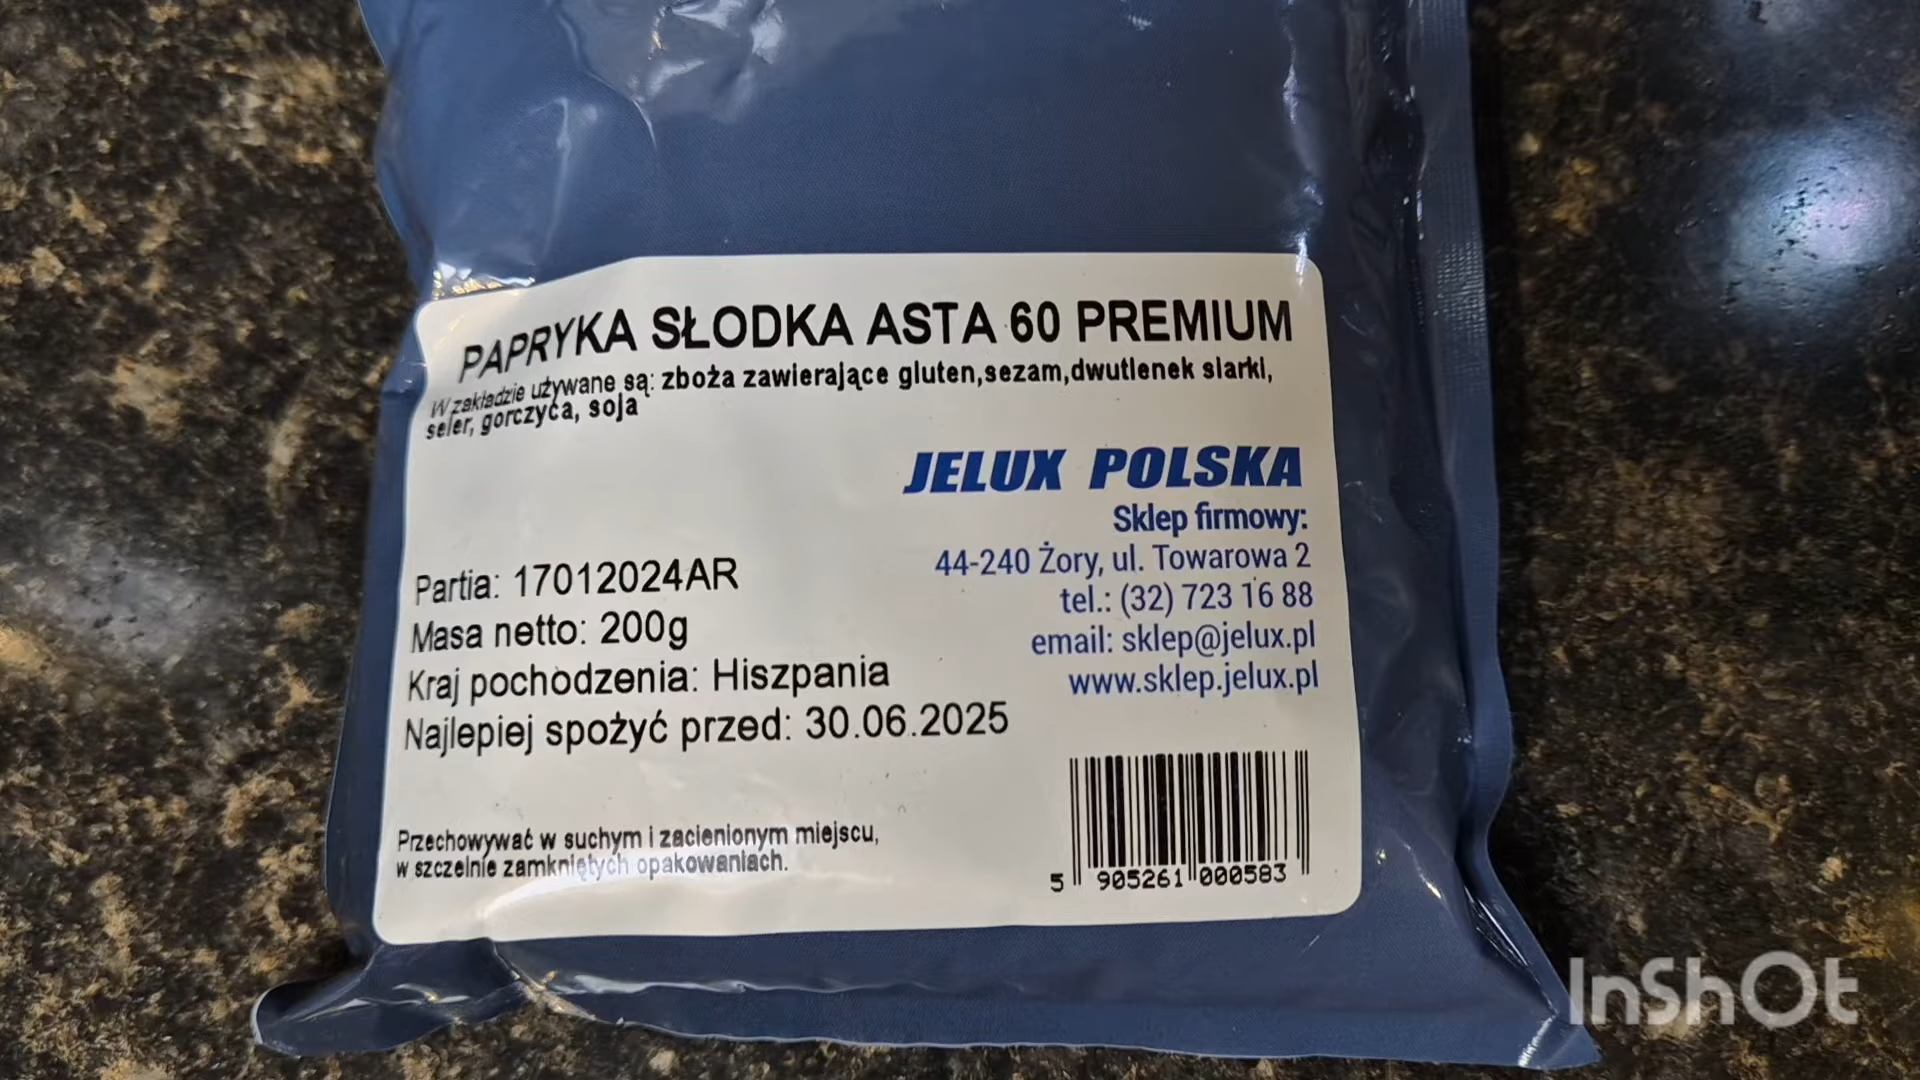 PAPRYKA SŁODKA ASTA 60 PREMIUM
W zakładzie używane są: zboża zawierające gluten,sezam,dwutlenek siarki,
seler, gorczyca, soja
JELUX POLSKA
Sklep firmowy:
44-240 Żory, ul. Towarowa 2
tel.: (32) 723 16 88
email: sklep@jelux.pl
www.sklep.jelux.pl
Partia: 17012024AR
Masa netto: 200g
Kraj pochodzenia: Hiszpania
Najlepiej spożyć przed: 30.06.2025
Przechowywać w suchym i zacienionym miejscu,
w szczelnie zamkniętych opakowaniach.
5 905261 000583
InShOt